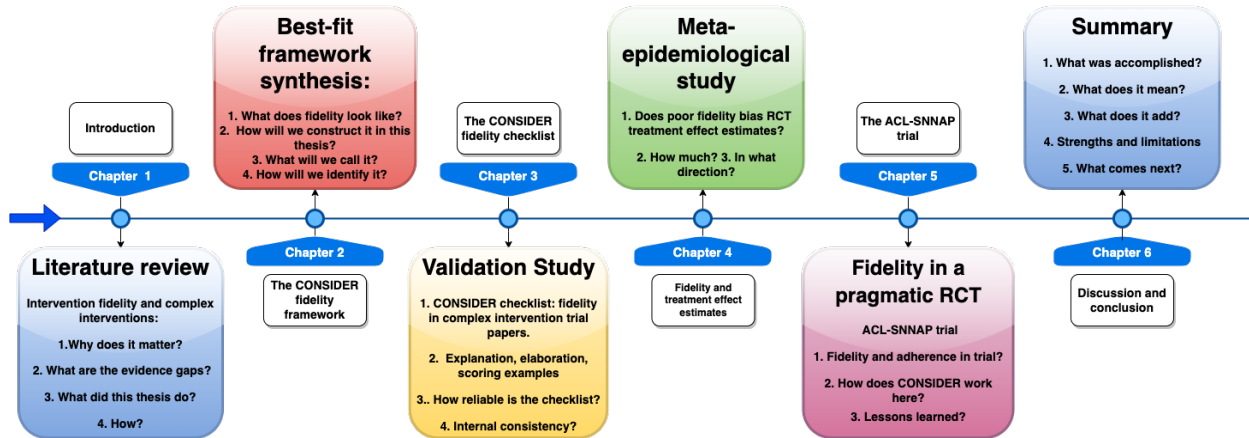 Introduction
Chapter 1
Literature review
Intervention fidelity and complex
interventions:
1.Why does it matter?
2. What are the evidence gaps?
3. What did this thesis do?
4. How?
Best-fit
framework
synthesis:
1. What does fidelity look like?
2. How will we construct it in this
thesis?
3. What will we call it?
4. How will we identify it?
Chapter 2
The CONSIDER
fidelity
framework
The CONSIDER
fidelity checklist
Chapter 3
Validation Study
1. CONSIDER checklist: fidelity
in complex intervention trial
papers.
2. Explanation, elaboration,
scoring examples
3.. How reliable is the checklist?
4. Internal consistency?
Meta-
epidemiological
study
1. Does poor fidelity bias RCT
treatment effect estimates?
2. How much? 3. In what
direction?
Chapter 4
Fidelity and
treatment effect
estimates
The ACL-SNNAP
trial
Chapter 5
Fidelity in a
pragmatic RCT
ACL-SNNAP trial
1. Fidelity and adherence in trial?
2. How does CONSIDER work
here?
3. Lessons learned?
Summary
1. What was accomplished?
2. What does it mean?
3. What does it add?
4. Strengths and limitations
5. What comes next?
Chapter 6
Discussion and
conclusion